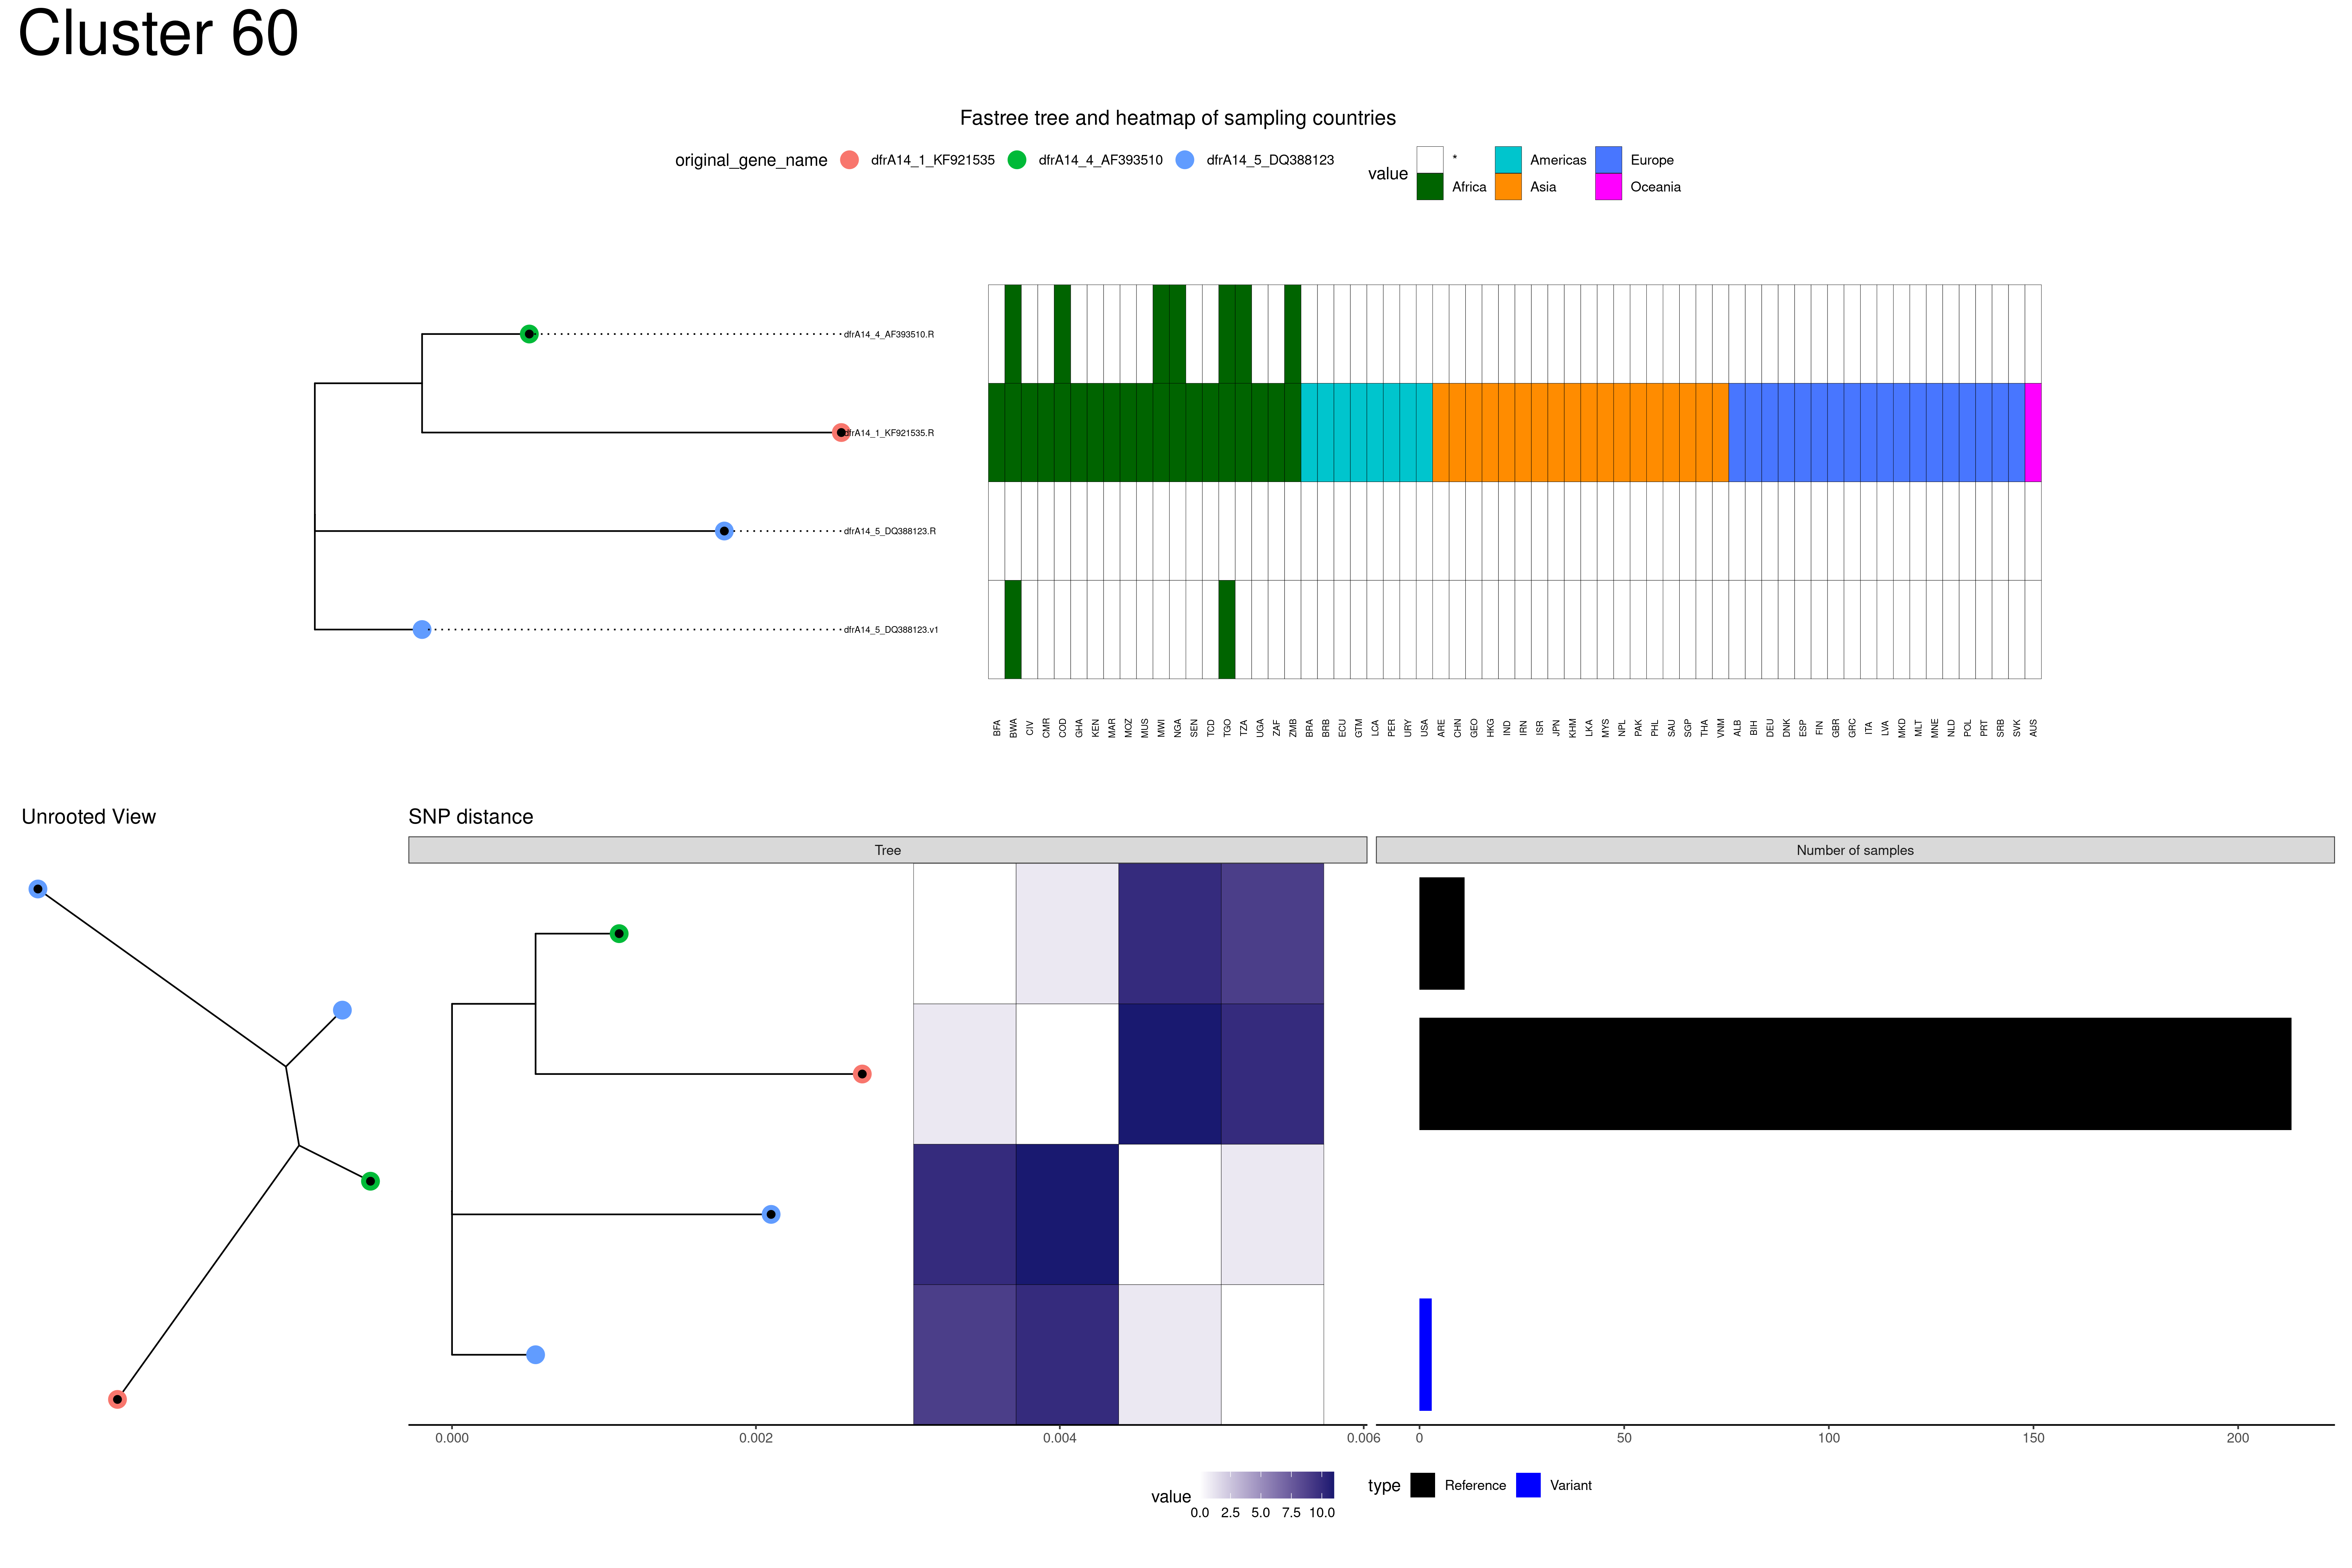 Cluster 60
Fastree tree and heatmap of sampling countries
original_gene_name dfrA14_1_KF921535 dfrA14_4_AF393510 dfrA14_5_DQ388123
value * Americas Europe
Africa Asia Oceania
dfrA14_4_AF393510.R
dfrA14_1_KF921535.R
dfrA14_5_DQ388123.R
dfrA14_5_DQ388123.v1
BFA BWA CIV CMR COD GHA KEN MAR MOZ MUS MWI NGA SEN TCD TGO TZA UGA ZAF ZMB BRA BRB ECU GTM LCA PER URY USA ARE CHN GEO HKG IND IRN ISR JPN KHM LKA MYS NPL PAK PHL SAU SGP THA VNM ALB BIH DEU DNK ESP FIN GBR GRC ITA LVA MKD MLT MNE NLD POL PRT SRB SVK AUS
Unrooted View
SNP distance
Tree
Number of samples
0.000 0.002 0.004 0.006
0 50 100 150 200
value
0.0 2.5 5.0 7.5 10.0
type Reference Variant